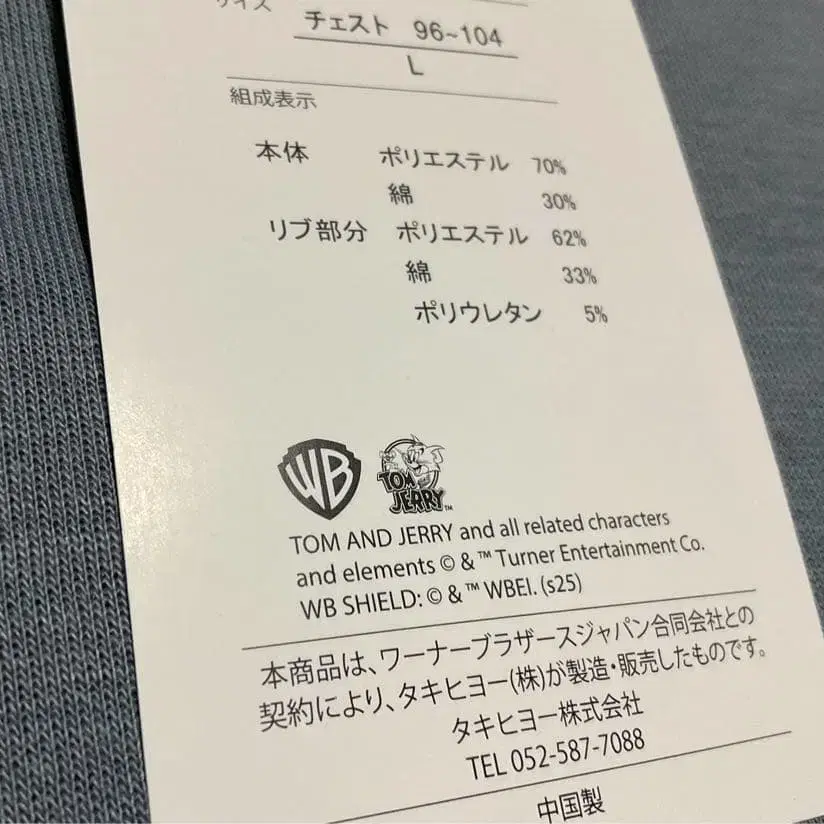 サイズ
チェスト 96~104
L
組成表示
本体 ポリエステル 70%
綿 30%
リブ部分 ポリエステル 62%
綿 33%
ポリウレタン 5%
WB
TOM AND JERRY TM
TOM AND JERRY and all related characters
and elements © & ™ Turner Entertainment Co.
WB SHIELD: © & ™ WBEI. (s25)
本商品は、ワーナーブラザースジャパン合同会社との
契約により、タキヒヨー(株)が製造・販売したものです。
タキヒヨー株式会社
TEL 052-587-7088
中国製